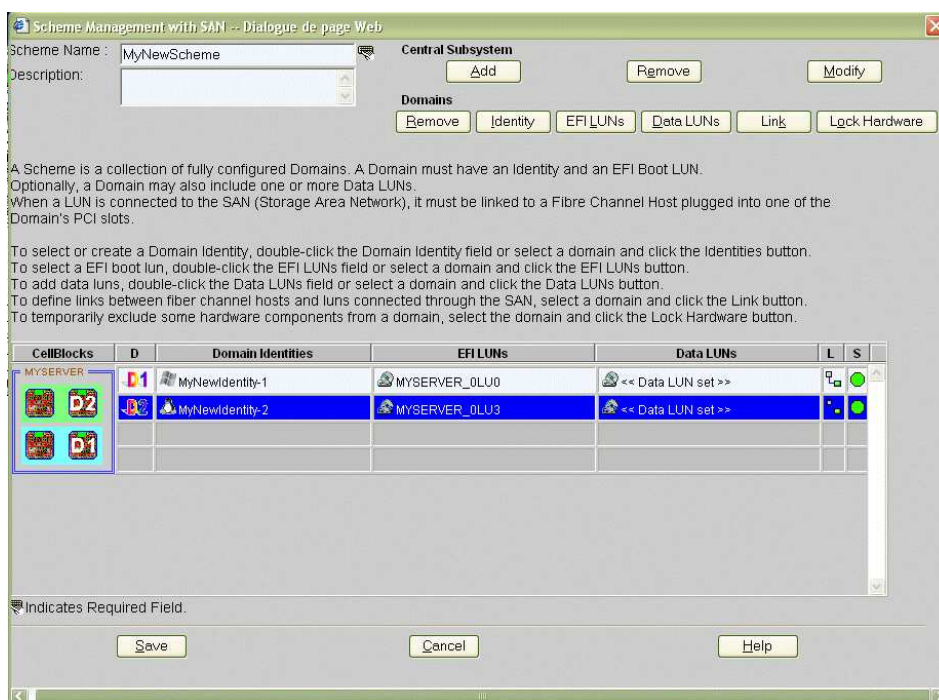 Scheme Management with SAN -- Dialogue de page Web
Scheme Name :
MyNewScheme
Description:
Central Subsystem
Add Remove Modify
Domains
Remove Identity EFI LUNs Data LUNs Link Lock Hardware
A Scheme is a collection of fully configured Domains. A Domain must have an Identity and an EFI Boot LUN.
Optionally, a Domain may also include one or more Data LUNs.
When a LUN is connected to the SAN (Storage Area Network), it must be linked to a Fibre Channel Host plugged into one of the
Domain's PCI slots.
To select or create a Domain Identity, double-click the Domain Identity field or select a domain and click the Identities button.
To select a EFI boot lun, double-click the EFI LUNs field or select a domain and click the EFI LUNs button.
To add data luns, double-click the Data LUNs field or select a domain and click the Data LUNs button.
To define links between fiber channel hosts and luns connected through the SAN, select a domain and click the Link button.
To temporarily exclude some hardware components from a domain, select the domain and click the Lock Hardware button.
CellBlocks D Domain Identities EFI LUNs Data LUNs L S
MYSERVER
D1 MyNewIdentity-1 MYSERVER_0LU0 << Data LUN set >>
D2
D2 MyNewIdentity-2 MYSERVER_0LU3 << Data LUN set >>
D1
Indicates Required Field.
Save Cancel Help